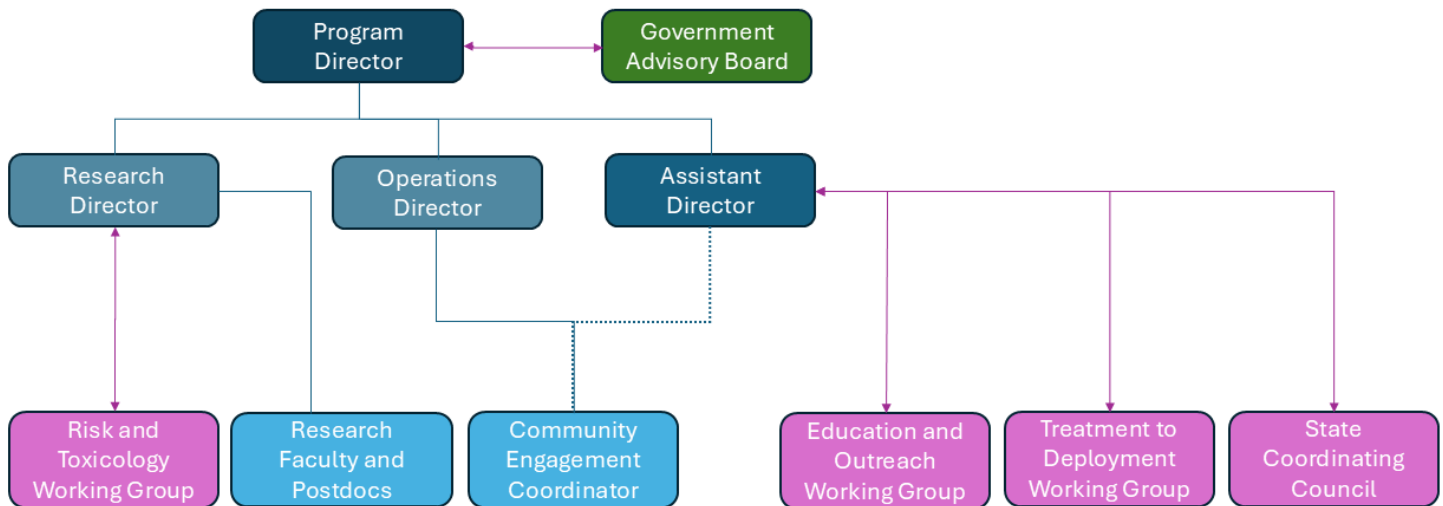 Program
Director
Government
Advisory Board
Research
Director
Operations
Director
Assistant
Director
Risk and
Toxicology
Working Group
Research
Faculty and
Postdocs
Community
Engagement
Coordinator
Education and
Outreach
Working Group
Treatment to
Deployment
Working Group
State
Coordinating
Council